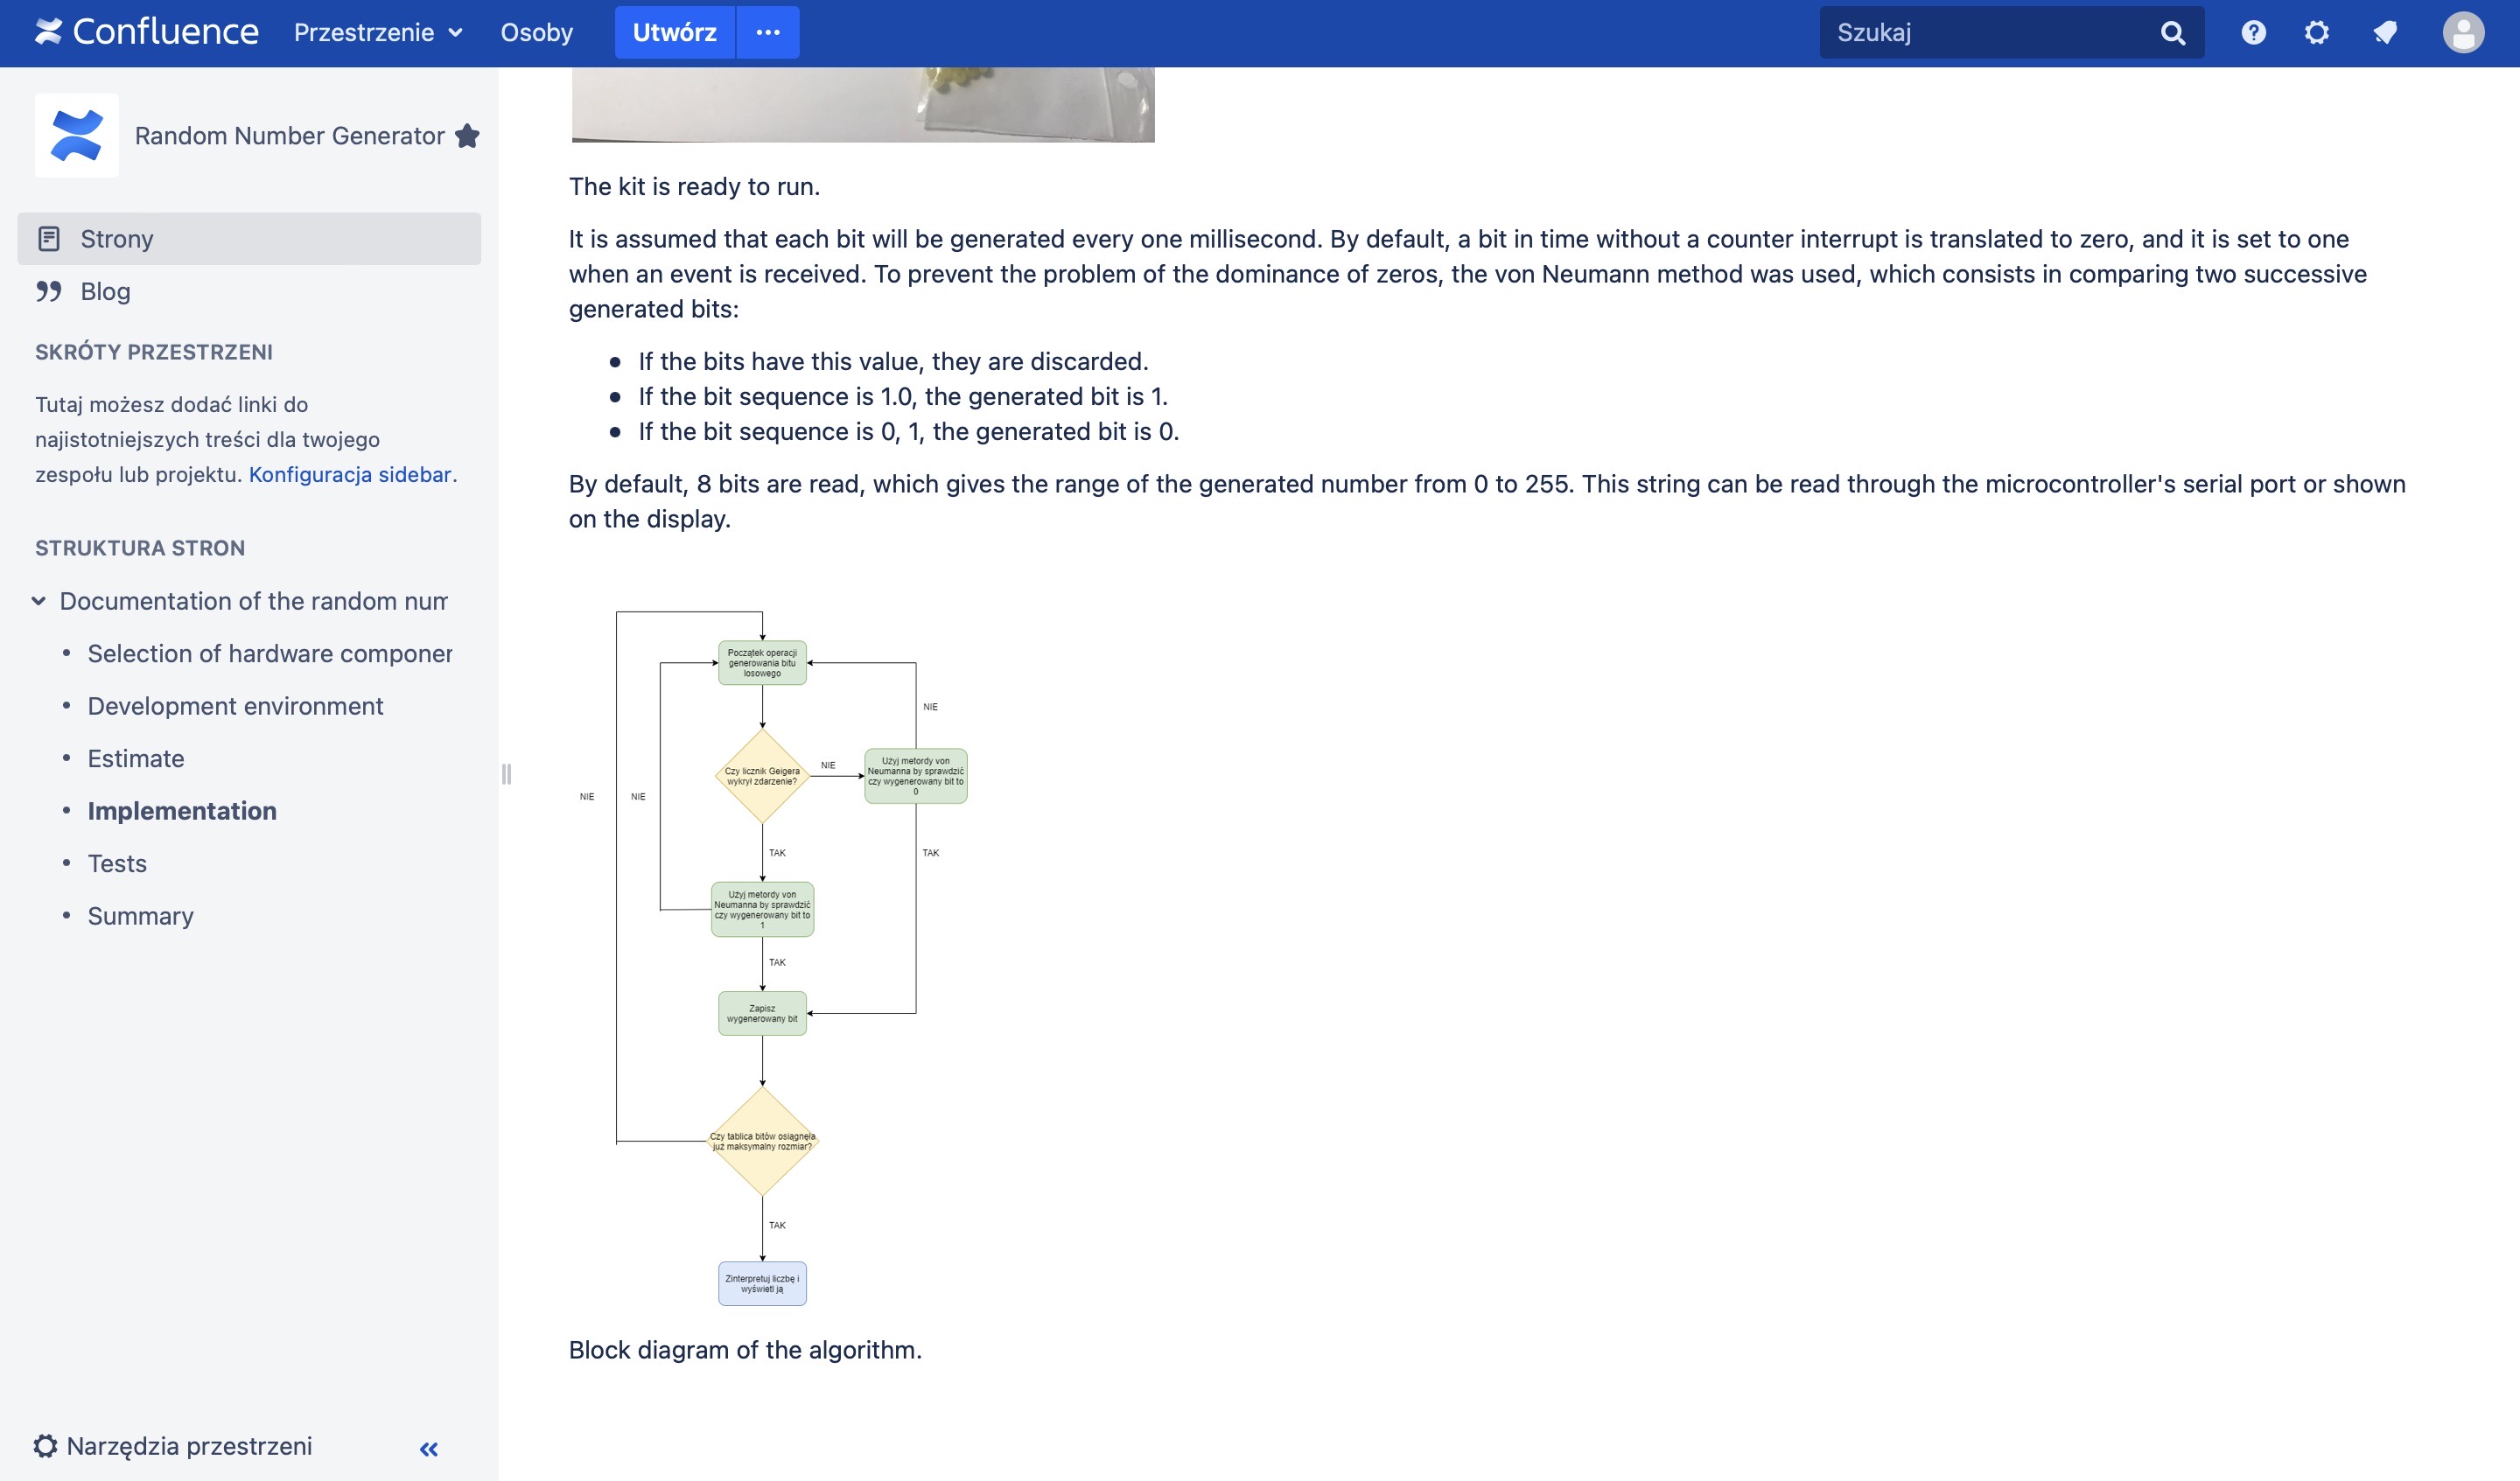 Confluence
Przestrzenie
Osoby
Utwórz
Szukaj
Random Number Generator
Strony
Blog
SKRÓTY PRZESTRZENI
Tutaj możesz dodać linki do
najistotniejszych treści dla twojego
zespołu lub projektu. Konfiguracja sidebar.
STRUKTURA STRON
Documentation of the random num
Selection of hardware componer
Development environment
Estimate
Implementation
Tests
Summary
Narzędzia przestrzeni
The kit is ready to run.
It is assumed that each bit will be generated every one millisecond. By default, a bit in time without a counter interrupt is translated to zero, and it is set to one
when an event is received. To prevent the problem of the dominance of zeros, the von Neumann method was used, which consists in comparing two successive
generated bits:
If the bits have this value, they are discarded.
If the bit sequence is 1.0, the generated bit is 1.
If the bit sequence is 0, 1, the generated bit is 0.
By default, 8 bits are read, which gives the range of the generated number from 0 to 255. This string can be read through the microcontroller's serial port or shown
on the display.
Początek operacji
generowania bitu
losowego
NIE
Czy licznik Geigera
wykrył zdarzenie?
NIE
Użyj metordy von
Neumanna by sprawdzić
czy wygenerowany bit to
0
NIE
NIE
TAK
TAK
Użyj metordy von
Neumanna by sprawdzić
czy wygenerowany bit to
1
TAK
Zapisz
wygenerowany bit
Czy tablica bitów osiągnęła
już maksymalny rozmiar?
TAK
Zinterpretuj liczbę i
wyświetl ją
Block diagram of the algorithm.